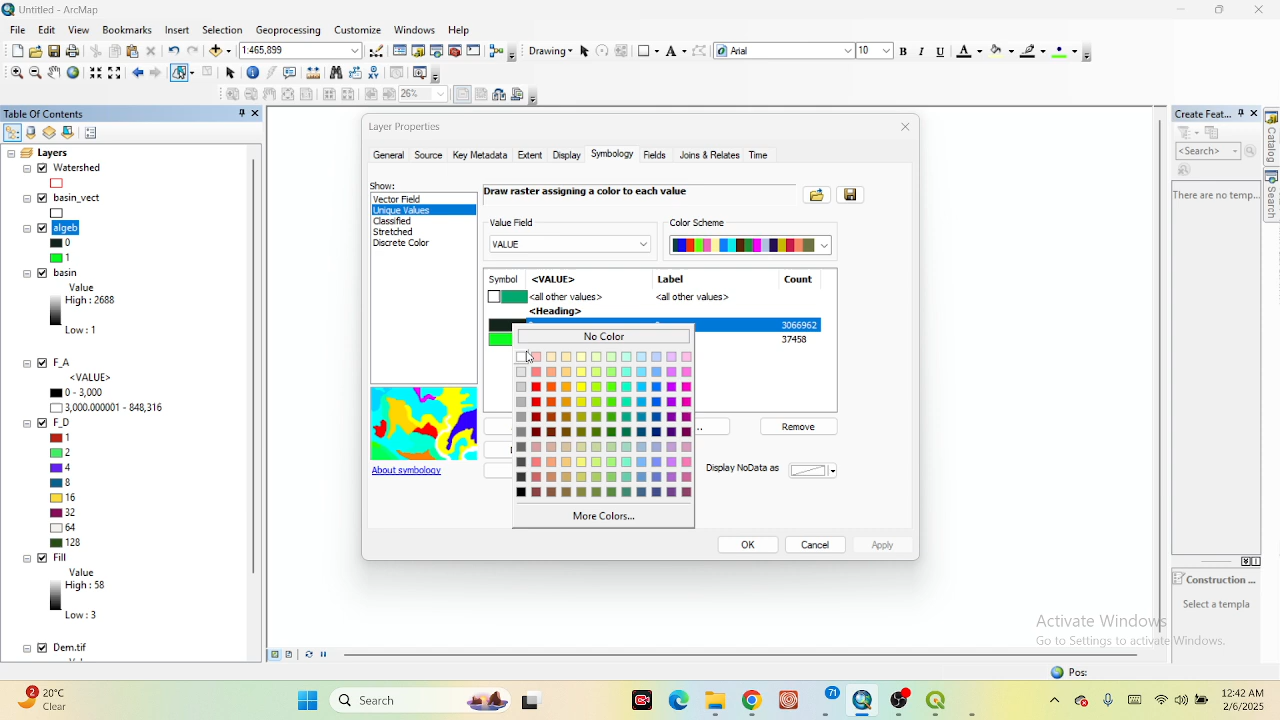 Untitled - ArcMap
File Edit View Bookmarks Insert Selection Geoprocessing Customize Windows Help
1:465,899 Drawing Arial 10 B I U A
26%
Table Of Contents
Layers
Watershed
basin_vect
algeb
0
1
basin
Value
High : 2688
Low : 1
F_A
<VALUE>
0 - 3,000
3,000.000001 - 848,316
F_D
1
2
4
8
16
32
64
128
Fill
Value
High : 58
Low : 3
Dem.tif
Layer Properties
General Source Key Metadata Extent Display Symbology Fields Joins & Relates Time
Show:
Vector Field
Unique Values
Classified
Stretched
Discrete Color
About symbology
Draw raster assigning a color to each value
Value Field
VALUE
Color Scheme
Symbol <VALUE> Label Count
<all other values> <all other values>
<Heading>
3066962
37458
No Color
More Colors...
Remove
Display NoData as
OK Cancel Apply
Create Feat...
<Search>
There are no temp...
Construction ...
Select a templa
Catalog
Search
Activate Windows
Go to Settings to activate Windows.
Pos:
2
20°C
Clear
Search
71
12:42 AM
2/6/2025